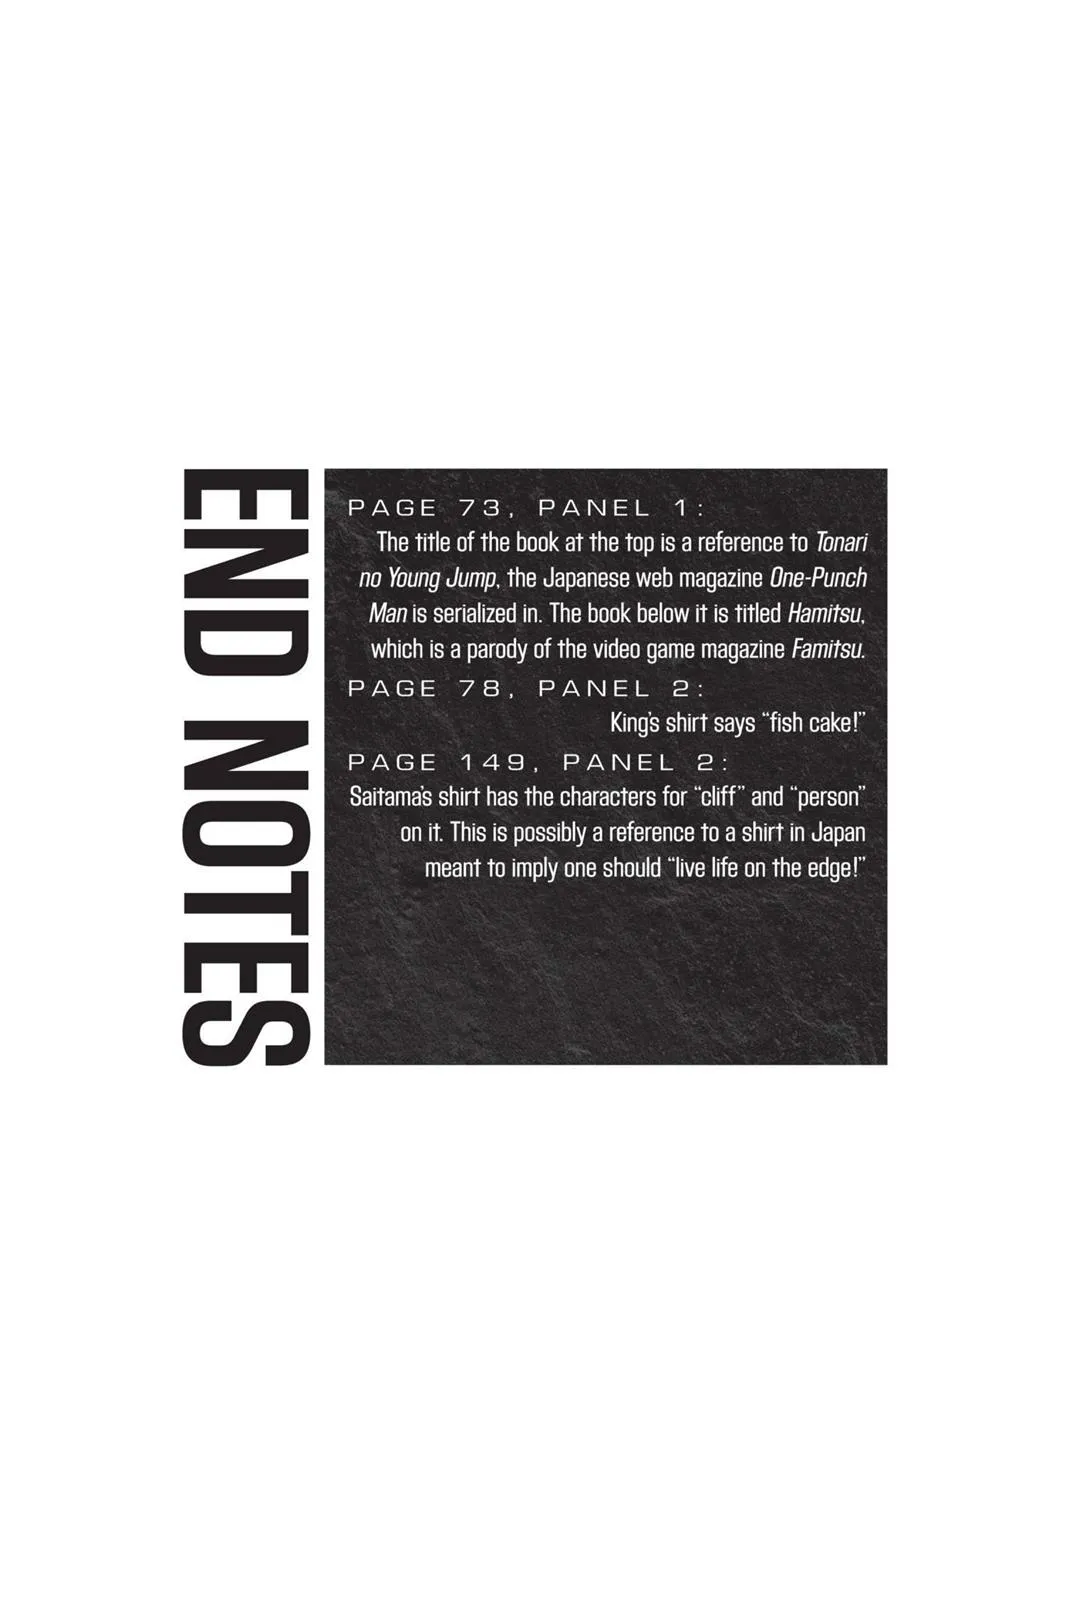 END NOTES
PAGE 73, PANEL 1:
The title of the book at the top is a reference to Tonari
no Young Jump, the Japanese web magazine One-Punch
Man is serialized in. The book below it is titled Hamitsu,
which is a parody of the video game magazine Famitsu.
PAGE 78, PANEL 2:
King's shirt says “fish cake!”
PAGE 149, PANEL 2:
Saitama's shirt has the characters for “cliff” and “person”
on it. This is possibly a reference to a shirt in Japan
meant to imply one should “live life on the edge!”